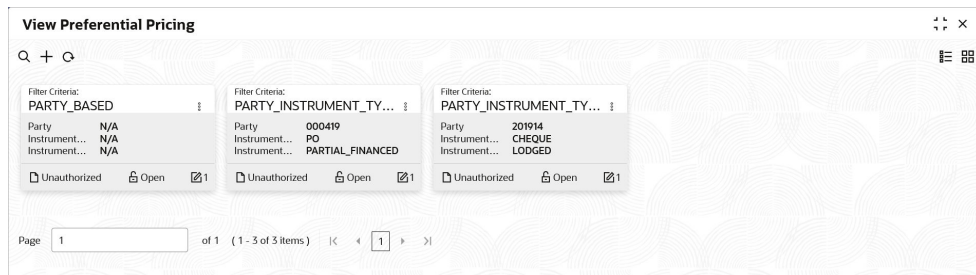 View Preferential Pricing
Filter Criteria: Filter Criteria: Filter Criteria:
PARTY_BASED PARTY_INSTRUMENT_TY... PARTY_INSTRUMENT_TY...
Party N/A Party 000419 Party 201914
Instrument... N/A Instrument... PO Instrument... CHEQUE
Instrument... N/A Instrument... PARTIAL_FINANCED Instrument... LODGED
Unauthorized Open 1 Unauthorized Open 1 Unauthorized Open 1
Page 1 of 1 (1 - 3 of 3 items) 1